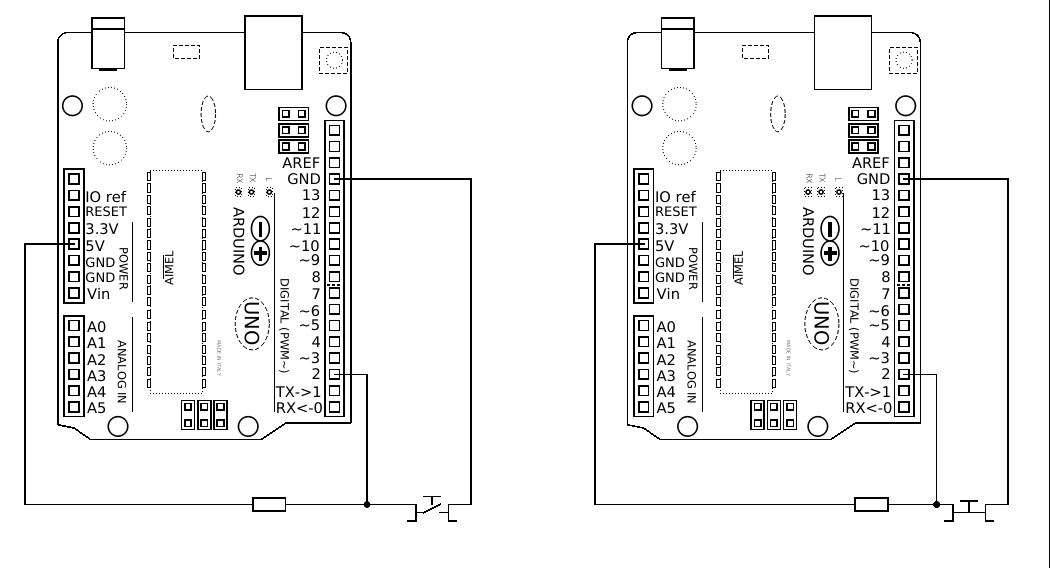 AREF
GND
13
12
~11
~10
~9
8
7
~6
~5
4
~3
2
TX->1
RX<-0
IO ref
RESET
3.3V
5V
GND
GND
Vin
A0
A1
A2
A3
A4
A5
POWER
ANALOG IN
ATMEL
RX
TX
L
ARDUINO
UNO
DIGITAL (PWM~)
MADE IN ITALY
AREF
GND
13
12
~11
~10
~9
8
7
~6
~5
4
~3
2
TX->1
RX<-0
IO ref
RESET
3.3V
5V
GND
GND
Vin
A0
A1
A2
A3
A4
A5
POWER
ANALOG IN
ATMEL
RX
TX
L
ARDUINO
UNO
DIGITAL (PWM~)
MADE IN ITALY